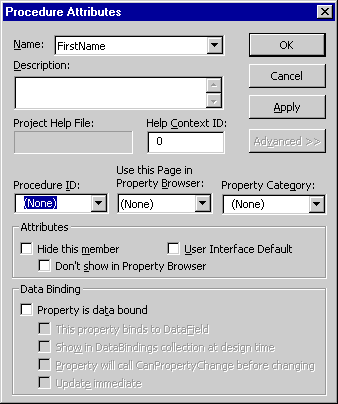 Procedure Attributes
Name:
FirstName
OK
Description:
Cancel
Apply
Project Help File:
Help Context ID:
0
Advanced >>
Procedure ID:
Use this Page in
Property Browser:
Property Category:
(None)
(None)
(None)
Attributes
Hide this member
User Interface Default
Don't show in Property Browser
Data Binding
Property is data bound
This property binds to DataField
Show in DataBindings collection at design time
Property will call CanPropertyChange before changing
Update immediate